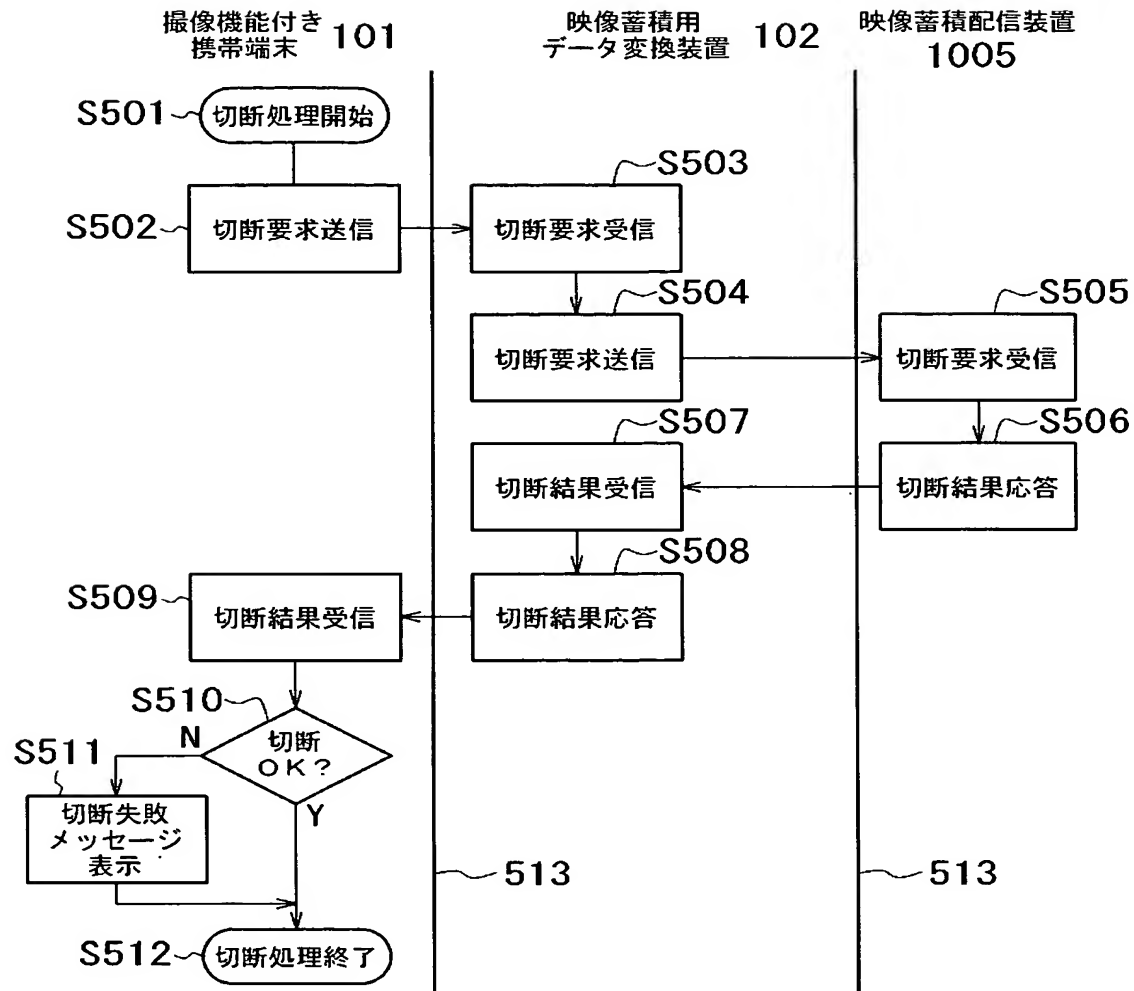 撮像機能付き
携帯端末 101
映像蓄積用
データ変換装置 102
映像蓄積配信装置
1005
S501 切断処理開始
S503
S502 切断要求送信
切断要求受信
S504
S505
切断要求送信
切断要求受信
S507
S506
切断結果受信
切断結果応答
S508
S509 切断結果受信
切断結果応答
S510
N
切断
OK?
S511
Y
切断失敗
メッセージ
表示
513
513
S512 切断処理終了